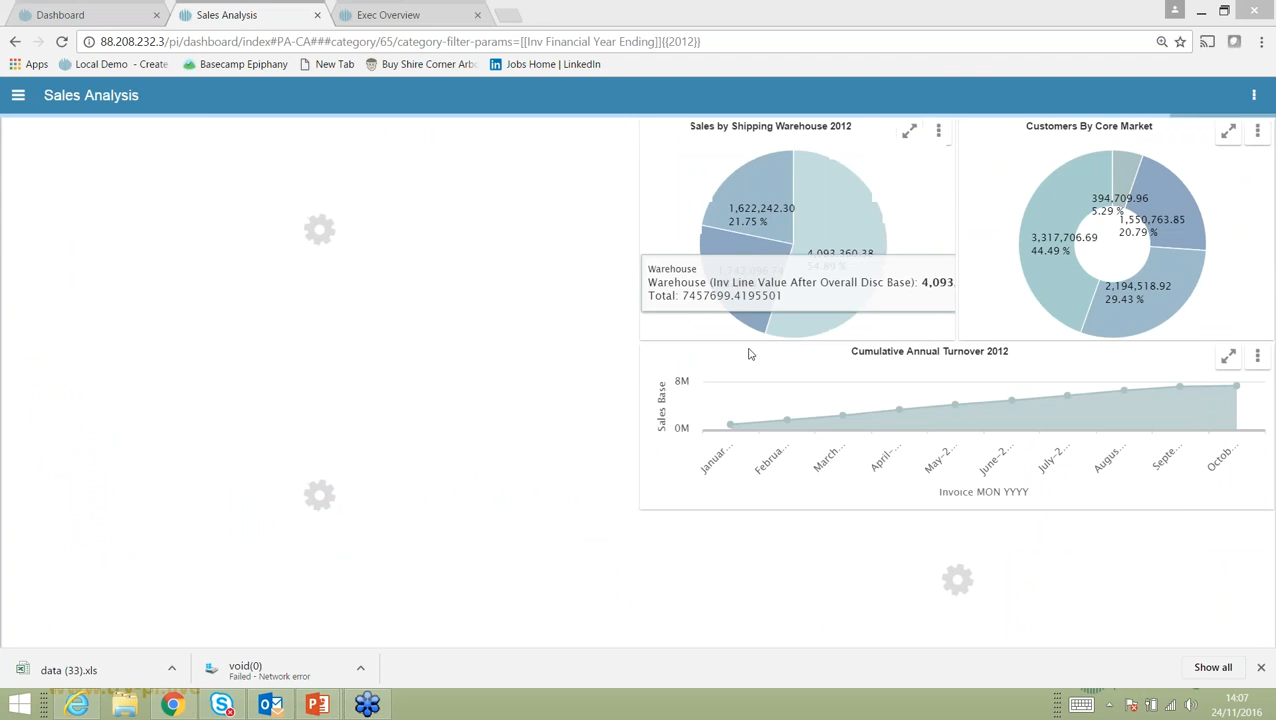 Dashboard
Sales Analysis
Exec Overview
88.208.232.3/pi/dashboard/index#PA-CA###category/65/category-filter-params=[[Inv Financial Year Ending]]{{2012}}
Apps
Local Demo - Create
Basecamp Epiphany
New Tab
Buy Shire Corner Arbo
Jobs Home | LinkedIn
Sales Analysis
Sales by Shipping Warehouse 2012
1,622,242.30
21.75 %
4,093,360.38
54.89 %
Warehouse
Warehouse (Inv Line Value After Overall Disc Base): 4,093,
Total: 7457699.4195501
Customers By Core Market
394,709.96
5.29 %
1,550,763.85
20.79 %
3,317,706.69
44.49 %
2,194,518.92
29.43 %
Cumulative Annual Turnover 2012
Sales Base
8M
0M
Januar...
Februa...
March...
April-...
May-2...
June-2...
July-2...
Augus...
Septe...
Octob...
Invoice MON YYYY
data (33).xls
void(0)
Failed - Network error
Show all
14:07
24/11/2016